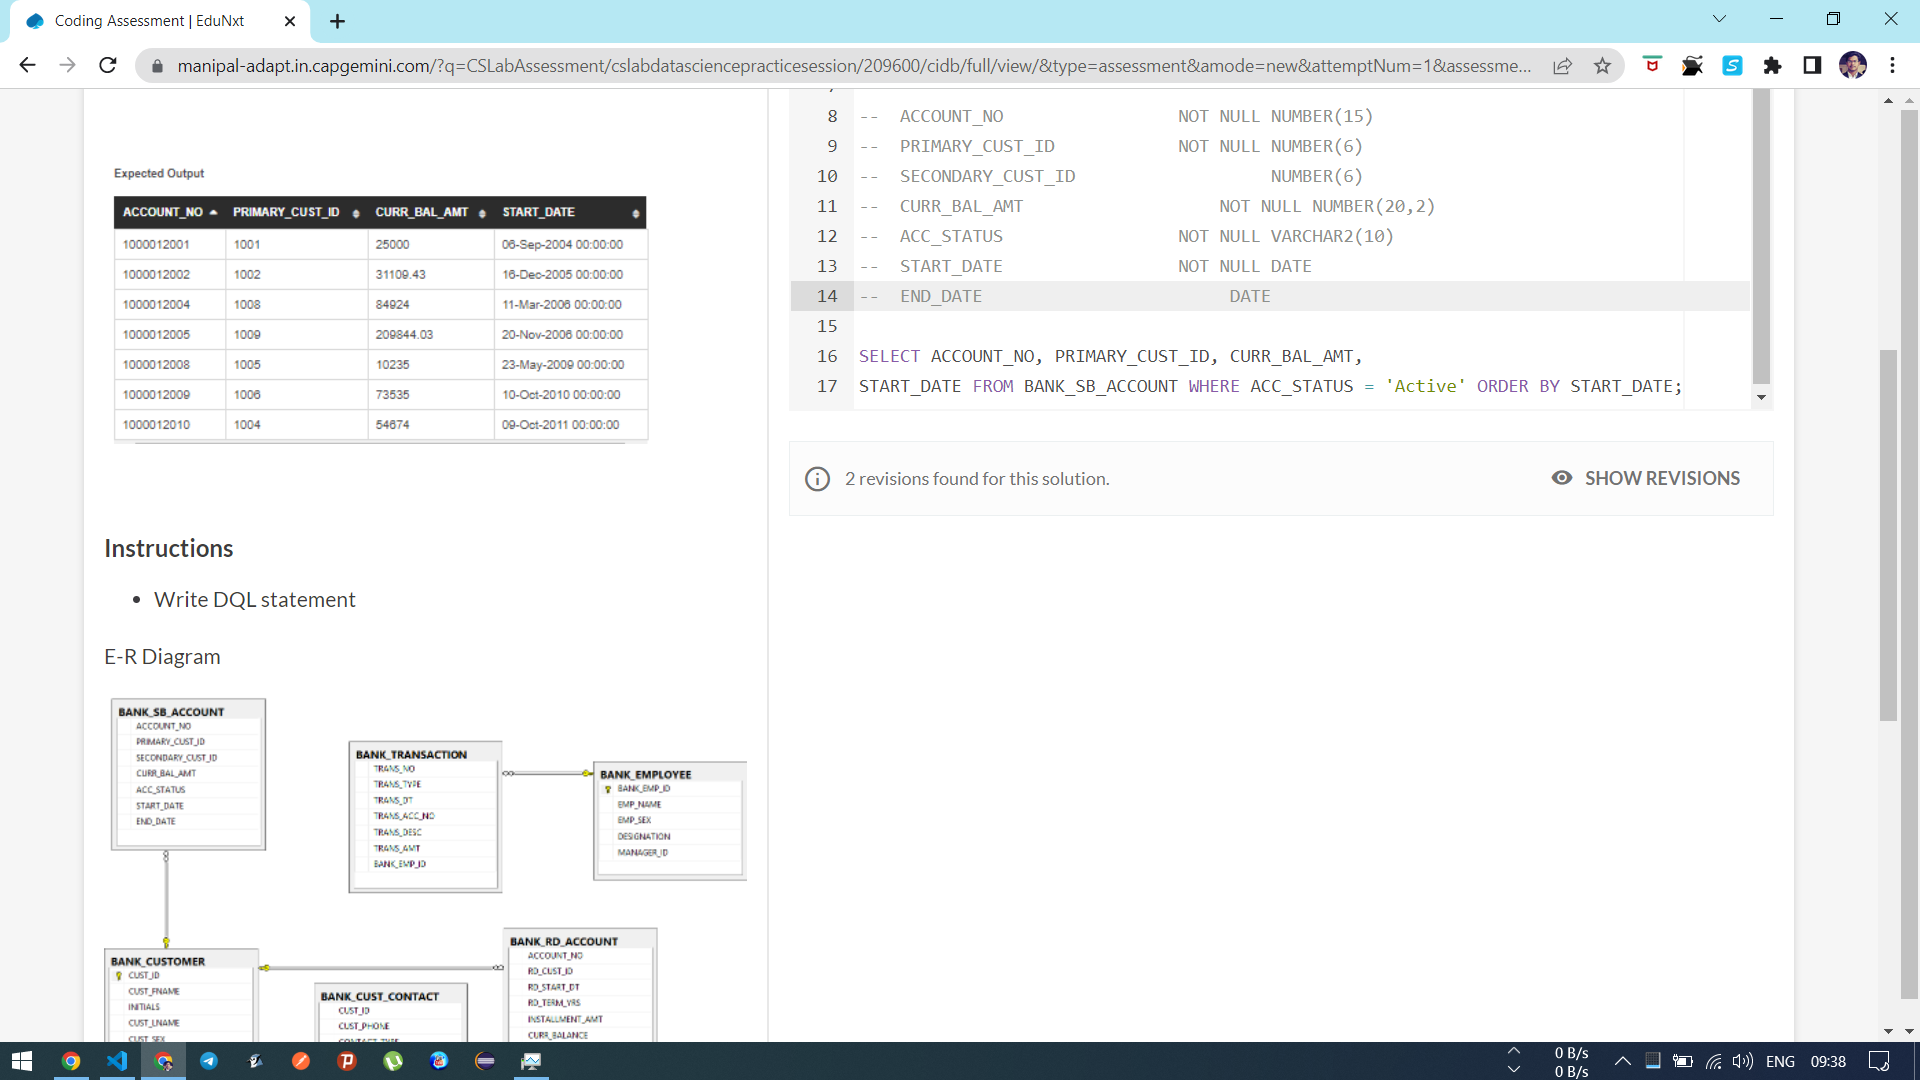 Coding Assessment | EduNxt
manipal-adapt.in.capgemini.com/?q=CSLabAssessment/cslabdatasciencepracticesession/209600/cidb/full/view/&type=assessment&amode=new&attemptNum=1&assessme...
Expected Output
ACCOUNT_NO PRIMARY_CUST_ID CURR_BAL_AMT START_DATE
1000012001 1001 25000 06-Sep-2004 00:00:00
1000012002 1002 31109.43 16-Dec-2005 00:00:00
1000012004 1008 84924 11-Mar-2006 00:00:00
1000012005 1009 209844.03 20-Nov-2006 00:00:00
1000012008 1005 10235 23-May-2009 00:00:00
1000012009 1006 73535 10-Oct-2010 00:00:00
1000012010 1004 54674 09-Oct-2011 00:00:00
Instructions
• Write DQL statement
E-R Diagram
BANK_SB_ACCOUNT
ACCOUNT_NO
PRIMARY_CUST_ID
SECONDARY_CUST_ID
CURR_BAL_AMT
ACC_STATUS
START_DATE
END_DATE
BANK_TRANSACTION
TRANS_NO
TRANS_TYPE
TRANS_DT
TRANS_ACC_NO
TRANS_DESC
TRANS_AMT
BANK_EMP_ID
BANK_EMPLOYEE
BANK_EMP_ID
EMP_NAME
EMP_SEX
DESIGNATION
MANAGER_ID
BANK_CUSTOMER
CUST_ID
CUST_FNAME
INITIALS
CUST_LNAME
CUST_SEX
BANK_CUST_CONTACT
CUST_ID
CUST_PHONE
CONTACT_TYPE
BANK_RD_ACCOUNT
ACCOUNT_NO
RD_CUST_ID
RD_START_DT
RD_TERM_YRS
INSTALLMENT_AMT
CURR_BALANCE
8 -- ACCOUNT_NO NOT NULL NUMBER(15)
9 -- PRIMARY_CUST_ID NOT NULL NUMBER(6)
10 -- SECONDARY_CUST_ID NUMBER(6)
11 -- CURR_BAL_AMT NOT NULL NUMBER(20,2)
12 -- ACC_STATUS NOT NULL VARCHAR2(10)
13 -- START_DATE NOT NULL DATE
14 -- END_DATE DATE
15
16 SELECT ACCOUNT_NO, PRIMARY_CUST_ID, CURR_BAL_AMT,
17 START_DATE FROM BANK_SB_ACCOUNT WHERE ACC_STATUS = 'Active' ORDER BY START_DATE;
2 revisions found for this solution.
SHOW REVISIONS
0 B/s
0 B/s
ENG
09:38